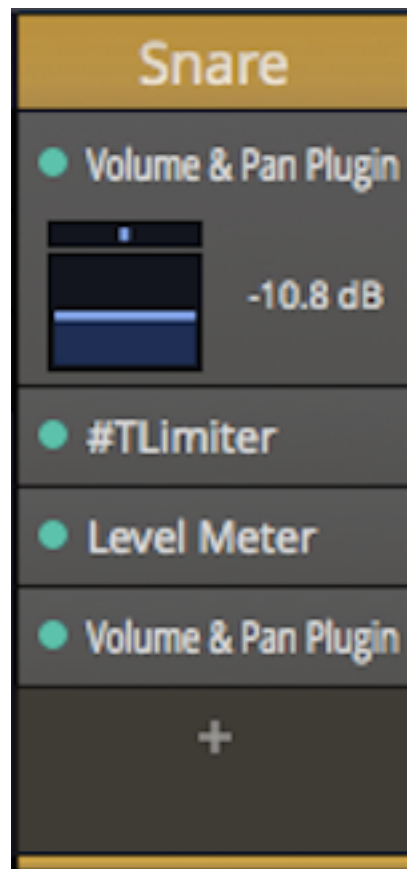 Snare
Volume & Pan Plugin
-10.8 dB
#TLimiter
Level Meter
Volume & Pan Plugin
+